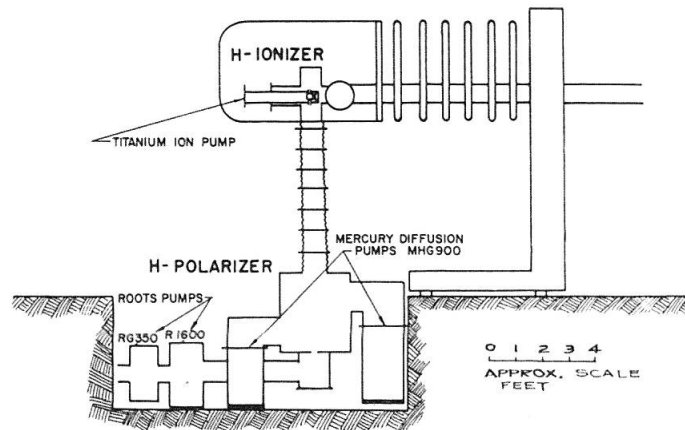 H-IONIZER
TITANIUM ION PUMP
MERCURY DIFFUSION
PUMPS MHG900
H-POLARIZER
ROOTS PUMPS
RG350 R1600
0 1 2 3 4
APPROX. SCALE
FEET